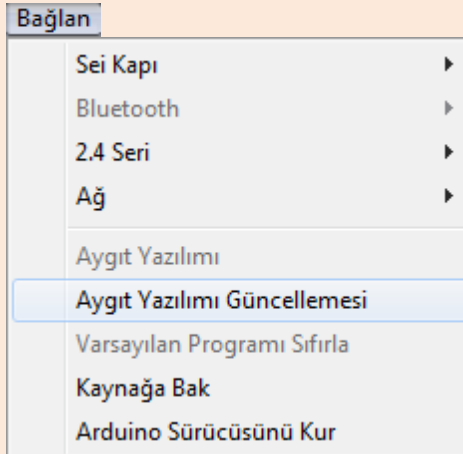 Bağlan
Sei Kapı
Bluetooth
2.4 Seri
Ağ
Aygıt Yazılımı
Aygıt Yazılımı Güncellemesi
Varsayılan Programı Sıfırla
Kaynağa Bak
Arduino Sürücüsünü Kur